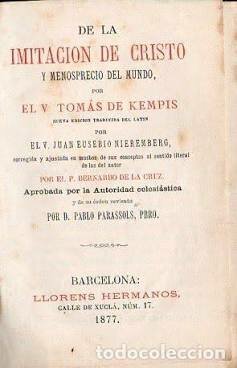 DE LA
IMITACION DE CRISTO
Y MENOSPRECIO DEL MUNDO,
POR
EL V TOMÁS DE KEMPIS
NUEVA EDICION TRADUCIDA DEL LATIN
POR
EL V. JUAN EUSEBIO NIEREMBERG,
corregida y ajustada en muchos de sus conceptos al sentido literal
de los del autor
POR EL P. BERNARDO DE LA CRUZ.
Aprobada por la Autoridad eclesiástica
y de su órden revisada
POR D. PABLO PARASSOLS, PBRO.
BARCELONA:
LLORENS HERMANOS,
CALLE DE XUCLÁ, NÚM. 17.
1877.
todocoleccion.net